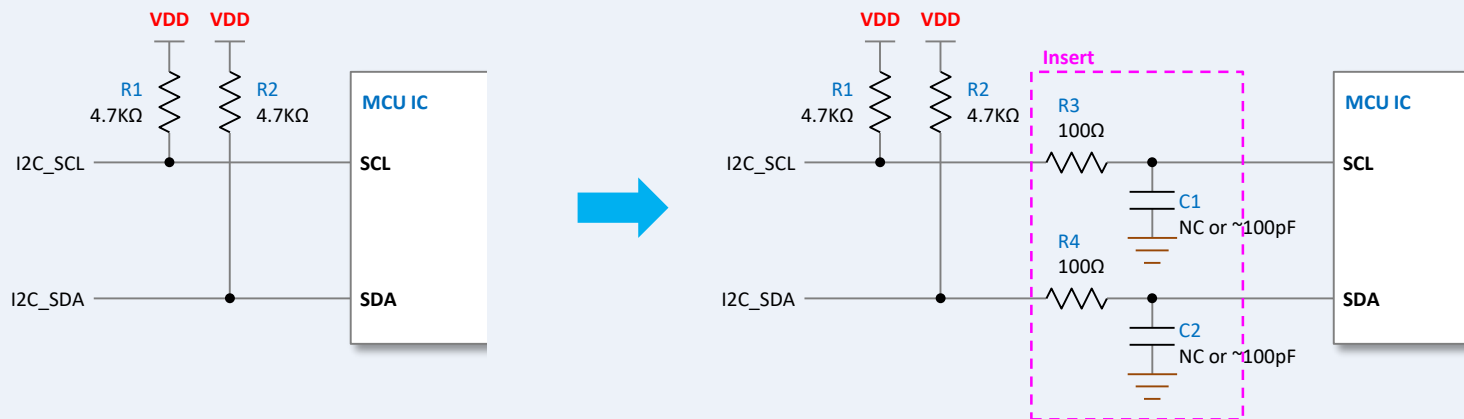 VDD VDD
R1
4.7KΩ
R2
4.7KΩ
MCU IC
I2C_SCL
SCL
I2C_SDA
SDA
VDD VDD
Insert
R1
4.7KΩ
R2
4.7KΩ
R3
100Ω
MCU IC
I2C_SCL
SCL
C1
NC or ~100pF
R4
100Ω
I2C_SDA
SDA
C2
NC or ~100pF